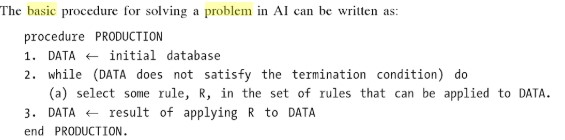 The basic procedure for solving a problem in AI can be written as:
procedure PRODUCTION
1. DATA ← initial database
2. while (DATA does not satisfy the termination condition) do
(a) select some rule, R, in the set of rules that can be applied to DATA.
3. DATA ← result of applying R to DATA
end PRODUCTION.